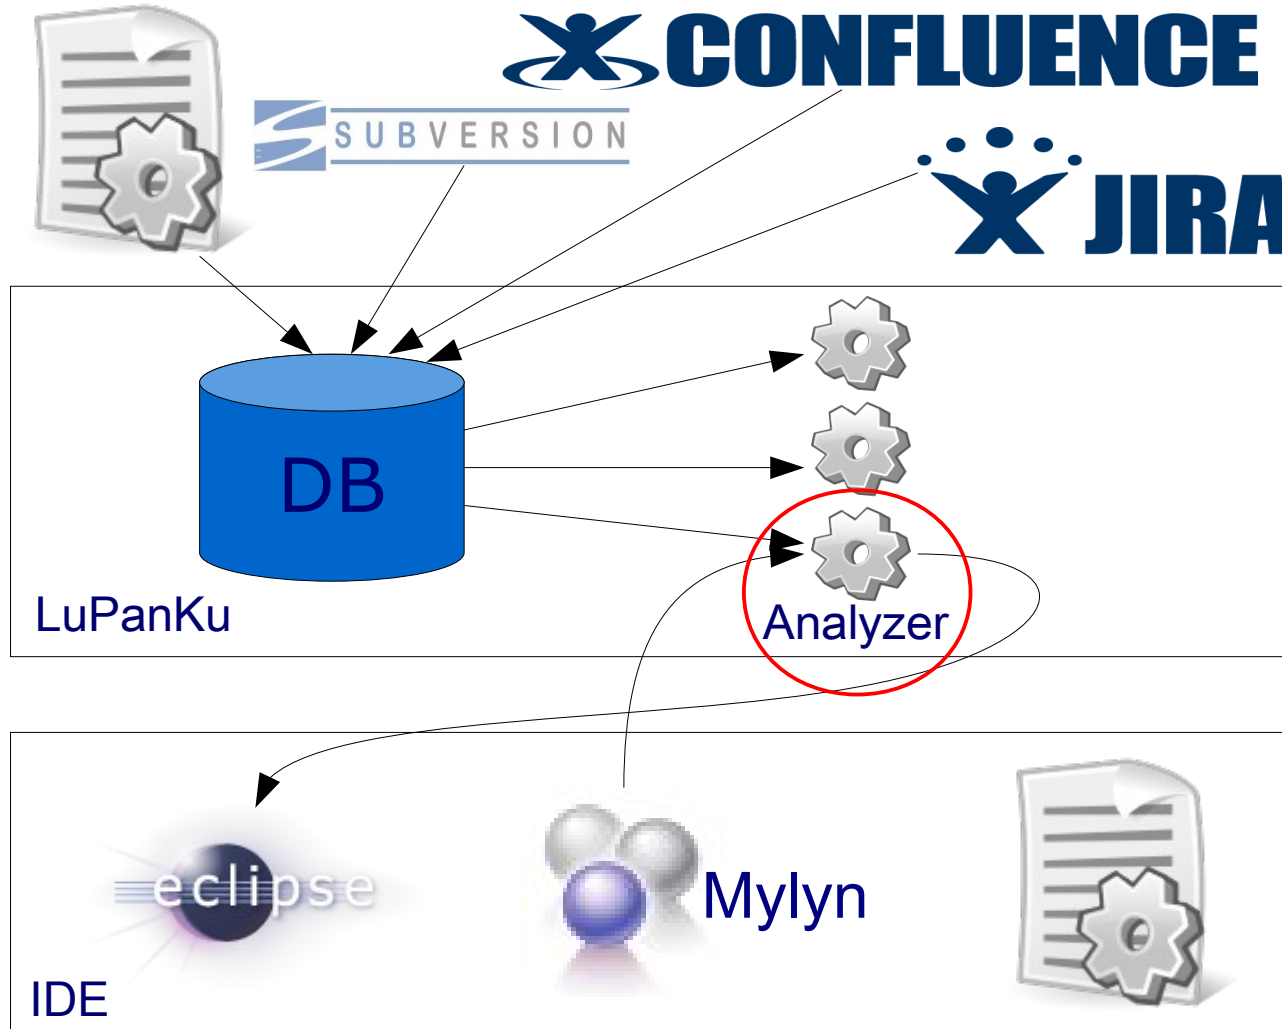 CONFLUENCE
SUBVERSION
JIRA
DB
LuPanKu
Analyzer
eclipse
Mylyn
IDE